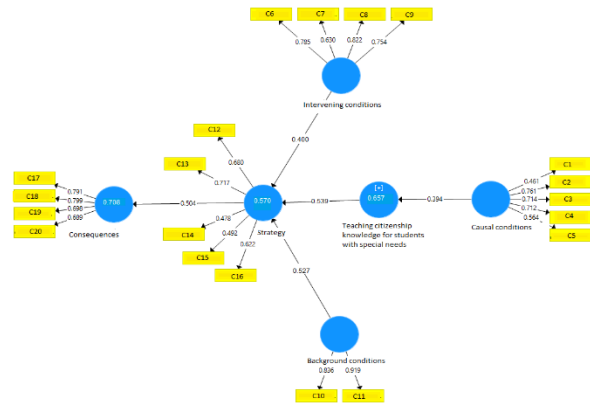 C6 C7 C8 C9
0.785 0.630 0.822 0.754
Intervening conditions
C12
C13
0.680
0.717
0.460
C17
C18
C19
C20
0.791
0.799
0.698
0.689
0.708
Consequences
0.504
0.570
Strategy
0.539
[+]
0.657
Teaching citizenship
knowledge for students
with special needs
0.394
Causal conditions
0.461
0.761
0.714
0.712
0.564
C1
C2
C3
C4
C5
0.478
0.492
0.622
C14
C15
C16
0.527
Background conditions
0.836 0.919
C10 C11